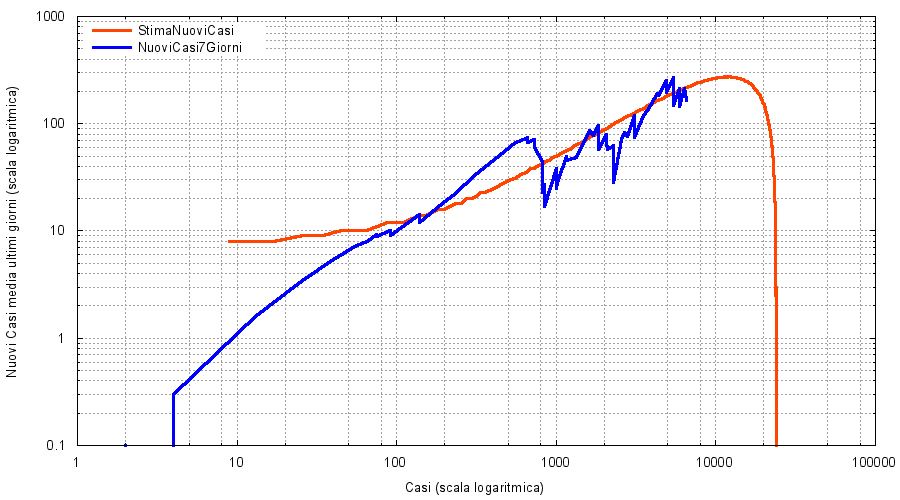 1000
StimaNuoviCasi
NuoviCasi7Giorni
100
10
1
0.1
Nuovi Casi media ultimi giorni (scala logaritmica)
1 10 100 1000 10000 100000
Casi (scala logaritmica)